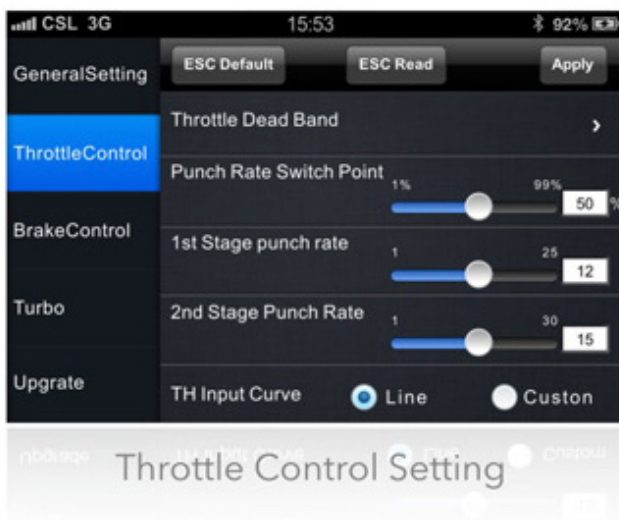 CSL 3G 15:53 92%
GeneralSetting
ThrottleControl
BrakeControl
Turbo
Upgrate
ESC Default ESC Read Apply
Throttle Dead Band
Punch Rate Switch Point
1% 99%
50 %
1st Stage punch rate
1 25
12
2nd Stage Punch Rate
1 30
15
TH Input Curve Line Custon
Throttle Control Setting